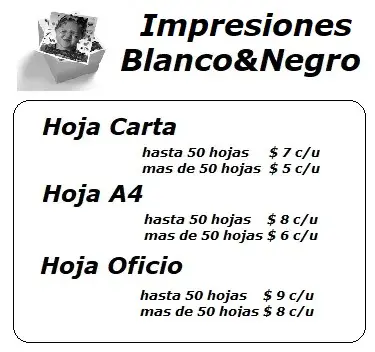 Impresiones
Blanco&Negro
Hoja Carta
hasta 50 hojas $ 7 c/u
mas de 50 hojas $ 5 c/u
Hoja A4
hasta 50 hojas $ 8 c/u
mas de 50 hojas $ 6 c/u
Hoja Oficio
hasta 50 hojas $ 9 c/u
mas de 50 hojas $ 8 c/u